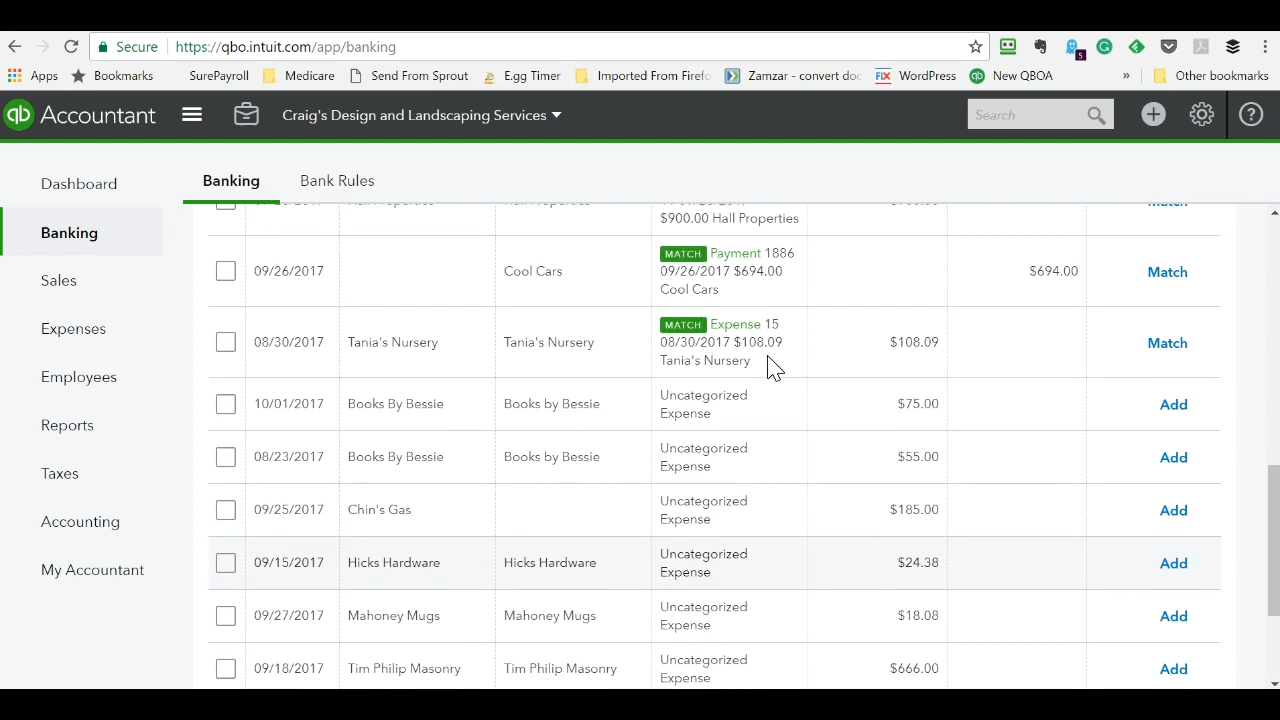 Secure https://qbo.intuit.com/app/banking
5
Apps Bookmarks SurePayroll Medicare Send From Sprout Egg Timer Imported From Firefo Zamzar - convert doc FIX WordPress New QBOA » Other bookmarks
qb Accountant Craig's Design and Landscaping Services Search
Dashboard
Banking
Sales
Expenses
Employees
Reports
Taxes
Accounting
My Accountant
Banking Bank Rules
$900.00 Hall Properties
Match
09/26/2017 Cool Cars MATCH Payment 1886
09/26/2017 $694.00
Cool Cars
$694.00 Match
08/30/2017 Tania's Nursery Tania's Nursery MATCH Expense 15
08/30/2017 $108.09
Tania's Nursery
$108.09 Match
10/01/2017 Books By Bessie Books by Bessie Uncategorized
Expense
$75.00 Add
08/23/2017 Books By Bessie Books by Bessie Uncategorized
Expense
$55.00 Add
09/25/2017 Chin's Gas Uncategorized
Expense
$185.00 Add
09/15/2017 Hicks Hardware Hicks Hardware Uncategorized
Expense
$24.38 Add
09/27/2017 Mahoney Mugs Mahoney Mugs Uncategorized
Expense
$18.08 Add
09/18/2017 Tim Philip Masonry Tim Philip Masonry Uncategorized
Expense
$666.00 Add